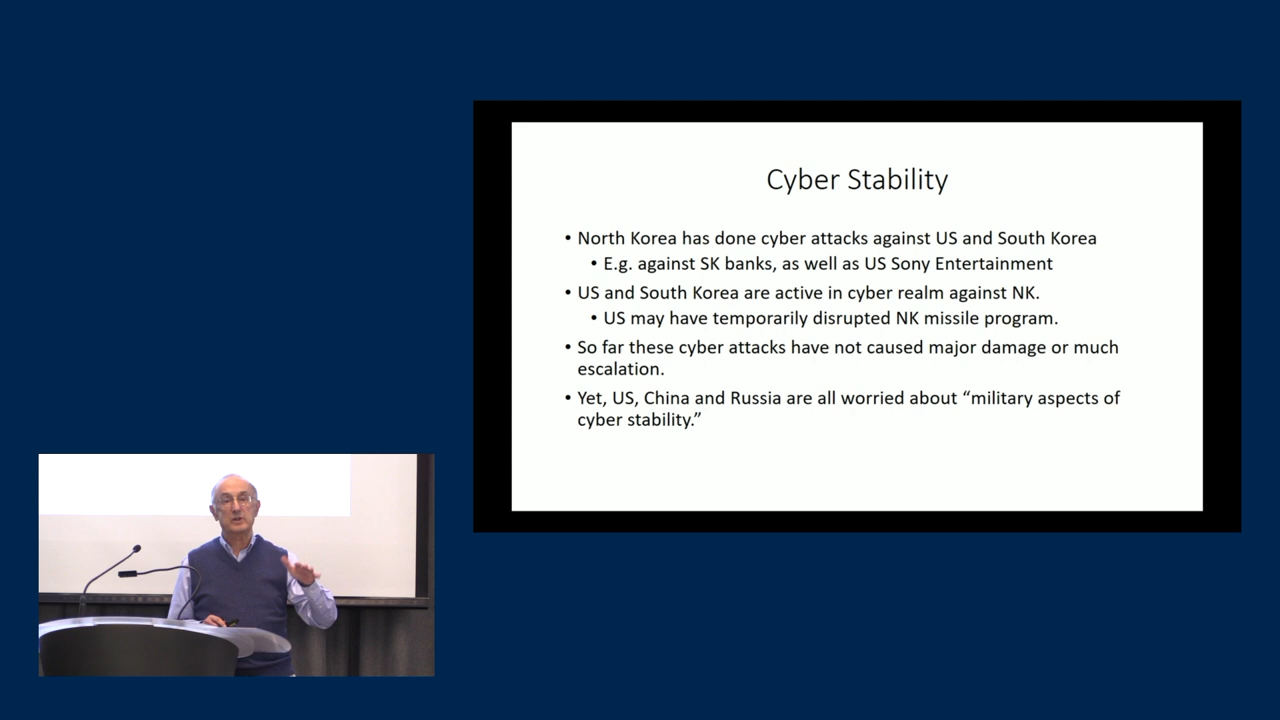 Cyber Stability
• North Korea has done cyber attacks against US and South Korea
• E.g. against SK banks, as well as US Sony Entertainment
• US and South Korea are active in cyber realm against NK.
• US may have temporarily disrupted NK missile program.
• So far these cyber attacks have not caused major damage or much
escalation.
• Yet, US, China and Russia are all worried about “military aspects of
cyber stability.”